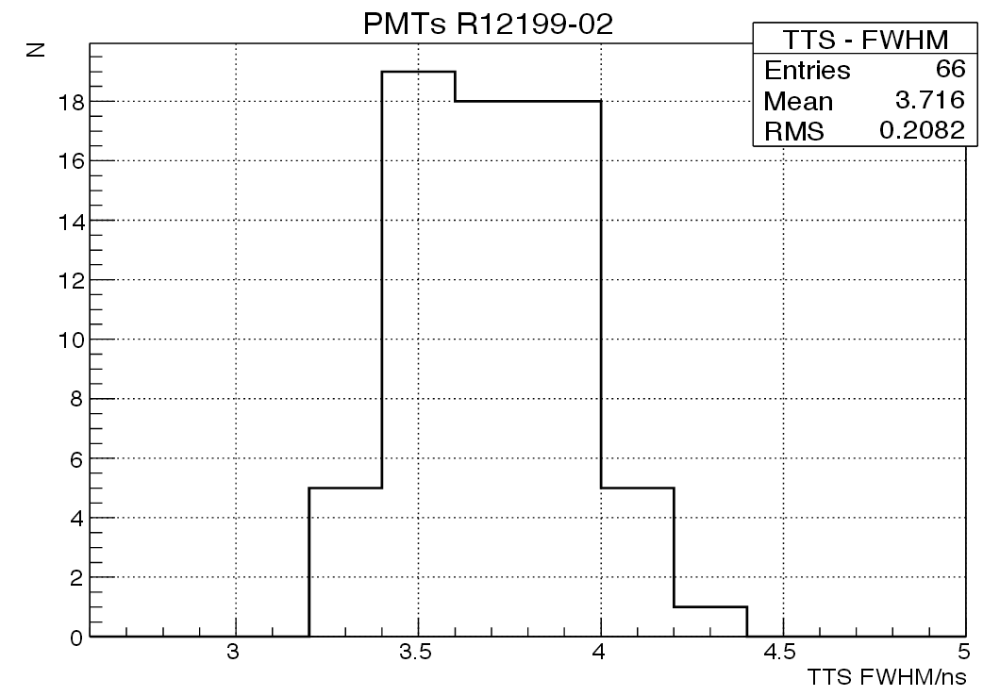 PMTs R12199-02
N
TTS - FWHM
Entries 66
Mean 3.716
RMS 0.2082
18
16
14
12
10
8
6
4
2
0
3 3.5 4 4.5 5
TTS FWHM/ns